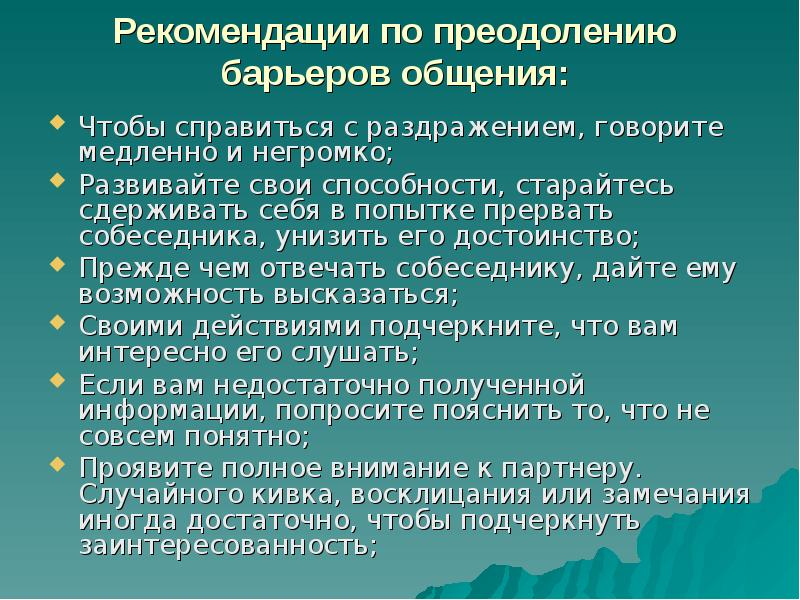 Рекомендации по преодолению
барьеров общения:
Чтобы справиться с раздражением, говорите
медленно и негромко;
Развивайте свои способности, старайтесь
сдерживать себя в попытке прервать
собеседника, унизить его достоинство;
Прежде чем отвечать собеседнику, дайте ему
возможность высказаться;
Своими действиями подчеркните, что вам
интересно его слушать;
Если вам недостаточно полученной
информации, попросите пояснить то, что не
совсем понятно;
Проявите полное внимание к партнеру.
Случайного кивка, восклицания или замечания
иногда достаточно, чтобы подчеркнуть
заинтересованность;